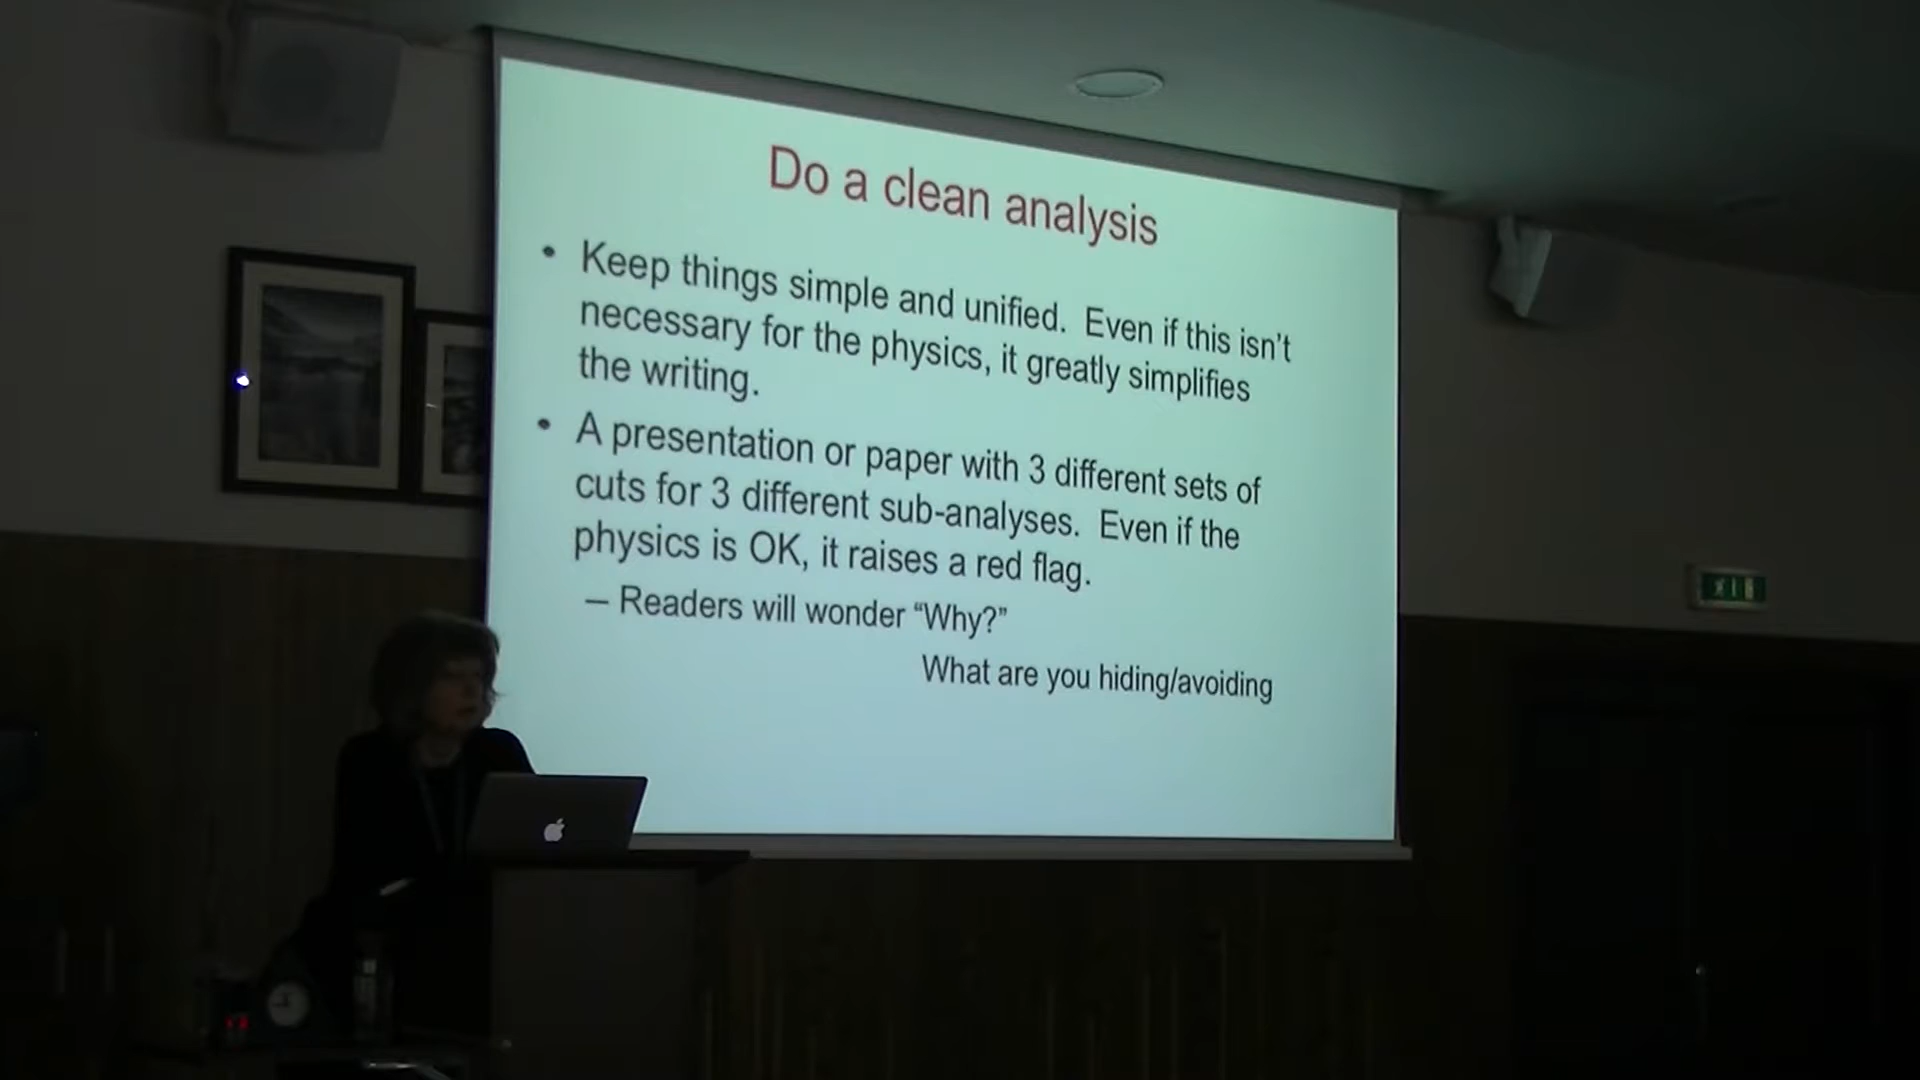 Do a clean analysis
• Keep things simple and unified. Even if this isn't
necessary for the physics, it greatly simplifies
the writing.
• A presentation or paper with 3 different sets of
cuts for 3 different sub-analyses. Even if the
physics is OK, it raises a red flag.
– Readers will wonder “Why?”
What are you hiding/avoiding